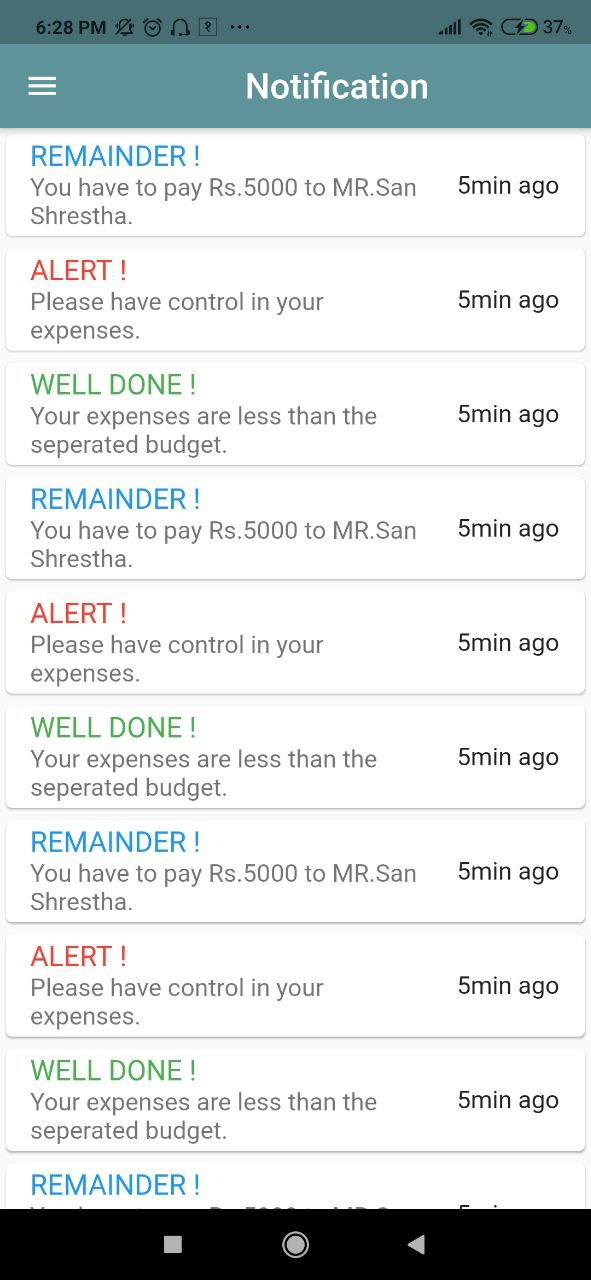 6:28 PM ... 37%
Notification
REMAINDER !
You have to pay Rs.5000 to MR.San
Shrestha.
5min ago
ALERT !
Please have control in your
expenses.
5min ago
WELL DONE !
Your expenses are less than the
seperated budget.
5min ago
REMAINDER !
You have to pay Rs.5000 to MR.San
Shrestha.
5min ago
ALERT !
Please have control in your
expenses.
5min ago
WELL DONE !
Your expenses are less than the
seperated budget.
5min ago
REMAINDER !
You have to pay Rs.5000 to MR.San
Shrestha.
5min ago
ALERT !
Please have control in your
expenses.
5min ago
WELL DONE !
Your expenses are less than the
seperated budget.
5min ago
REMAINDER !